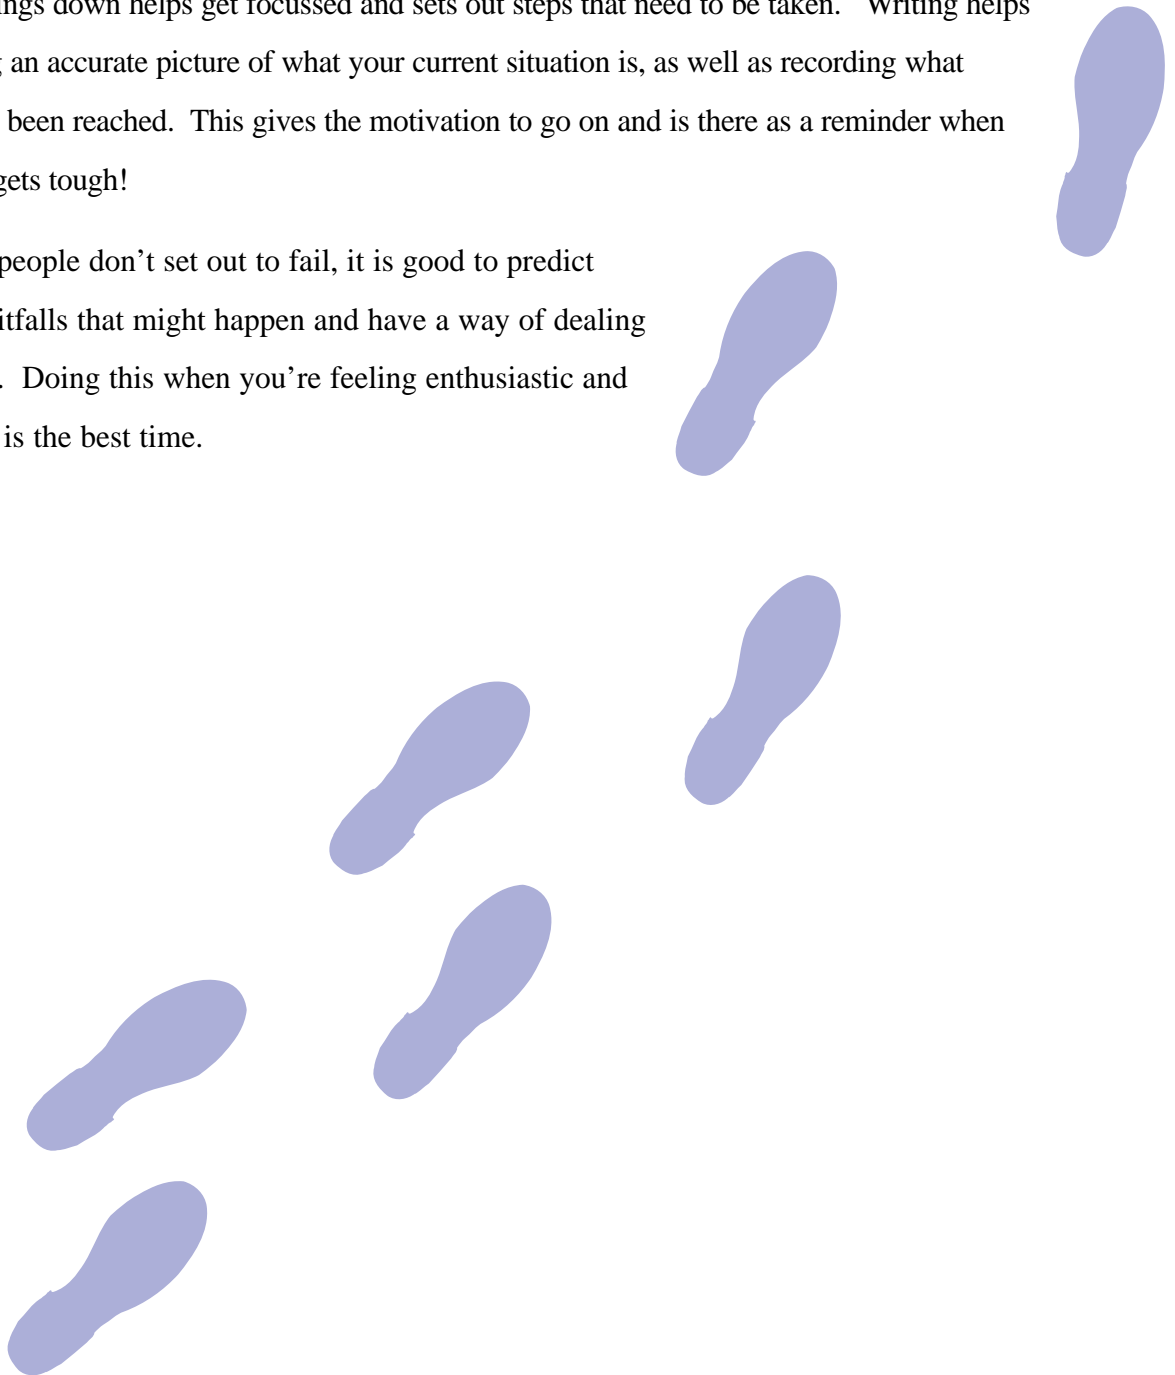 ings down helps get focussed and sets out steps that need to be taken. Writing helps
g an accurate picture of what your current situation is, as well as recording what
been reached. This gives the motivation to go on and is there as a reminder when
gets tough!
people don’t set out to fail, it is good to predict
itfalls that might happen and have a way of dealing
. Doing this when you’re feeling enthusiastic and
is the best time.